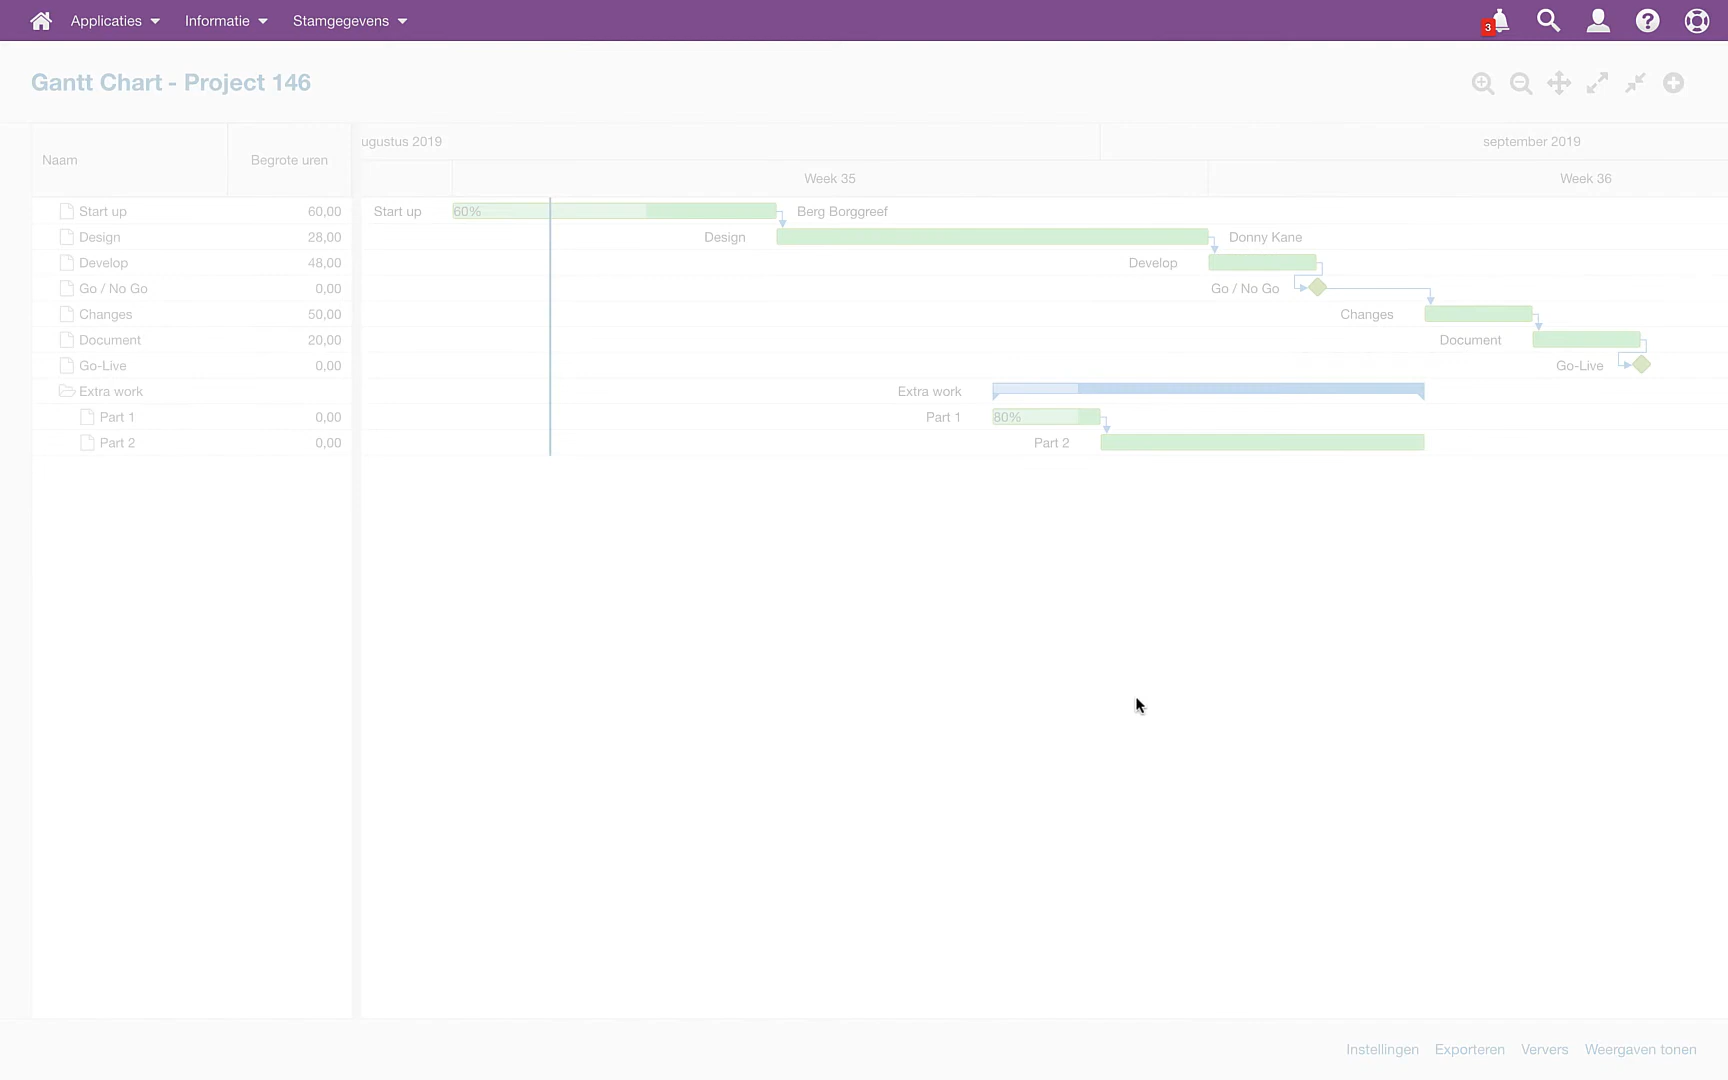 Applicaties Informatie Stamgegevens 3
Gantt Chart - Project 146
ugustus 2019 september 2019
Naam Begrote uren
Week 35 Week 36
Start up 60,00 Start up 60% Berg Borggreef
Design 28,00 Design Donny Kane
Develop 48,00 Develop
Go / No Go 0,00 Go / No Go
Changes 50,00 Changes
Document 20,00 Document
Go-Live 0,00 Go-Live
Extra work Extra work
Part 1 0,00 Part 1 80%
Part 2 0,00 Part 2
Instellingen Exporteren Ververs Weergaven tonen